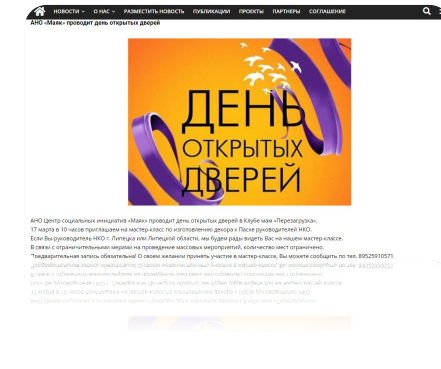 НОВОСТИ О НАС РАЗМЕСТИТЬ НОВОСТЬ ПУБЛИКАЦИИ ПРОЕКТЫ ПАРТНЕРЫ СОГЛАШЕНИЕ
АНО «Маяк» проводит день открытых дверей
ДЕНЬ
ОТКРЫТЫХ
ДВЕРЕЙ
АНО Центр социальных инициатив «Маяк» проводит день открытых дверей в Клубе мам «Перезагрузка».
17 марта в 10 часов приглашаем на мастер-класс по изготовлению декора к Пасхе руководителей НКО.
Если Вы руководитель НКО г. Липецка или Липецкой области, мы будем рады видеть Вас на нашем мастер-классе.
В связи с ограничительными мерами на проведение массовых мероприятий, количество мест ограничено.
*Предварительная запись обязательна! О своем желании принять участие в мастер-классе, Вы можете сообщить по тел. 89525910571